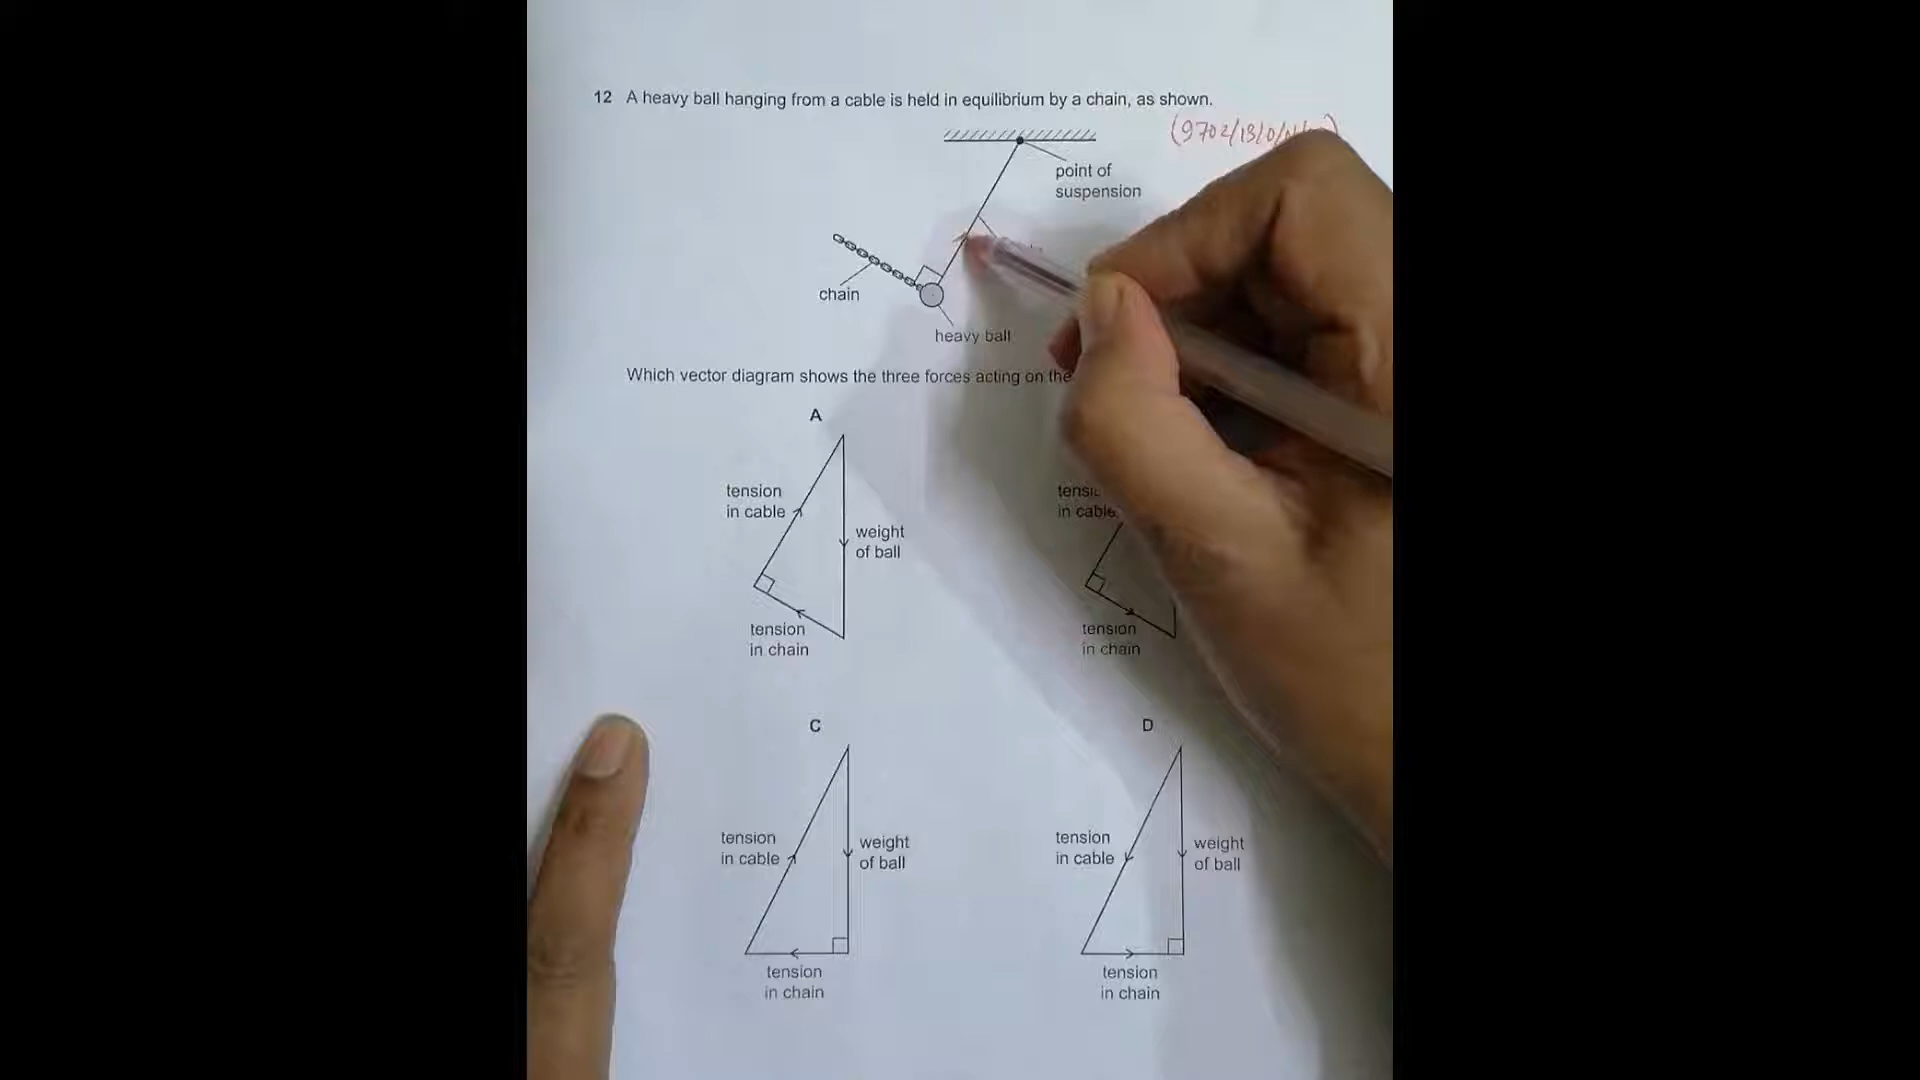 12 A heavy ball hanging from a cable is held in equilibrium by a chain, as shown.
point of
suspension
chain
heavy ball
Which vector diagram shows the three forces acting on the
A
tension
in cable
weight
of ball
tension
in chain
in cable
tension
in chain
C
tension
in cable
weight
of ball
tension
in chain
D
tension
in cable
weight
of ball
tension
in chain